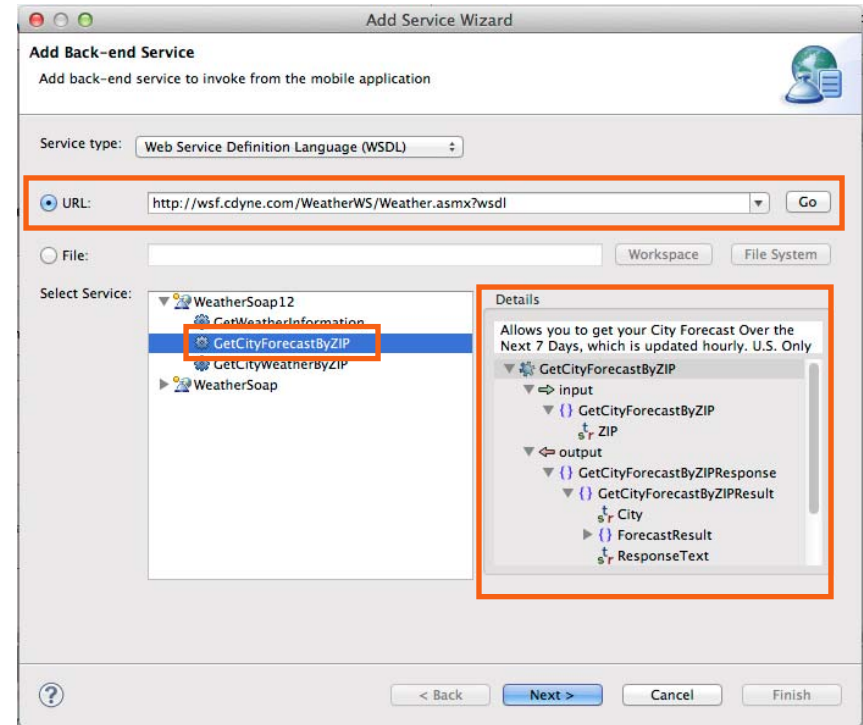 Add Service Wizard
Add Back-end Service
Add back-end service to invoke from the mobile application
Service type: Web Service Definition Language (WSDL)
URL: http://wsf.cdyne.com/WeatherWS/Weather.asmx?wsdl Go
File: Workspace File System
Select Service:
WeatherSoap12
GetWeatherInformation
GetCityForecastByZIP
GetCityWeatherByZIP
WeatherSoap
Details
Allows you to get your City Forecast Over the
Next 7 Days, which is updated hourly. U.S. Only
GetCityForecastByZIP
input
{} GetCityForecastByZIP
str ZIP
output
{} GetCityForecastByZIPResponse
{} GetCityForecastByZIPResult
str City
{} ForecastResult
str ResponseText
? < Back Next > Cancel Finish